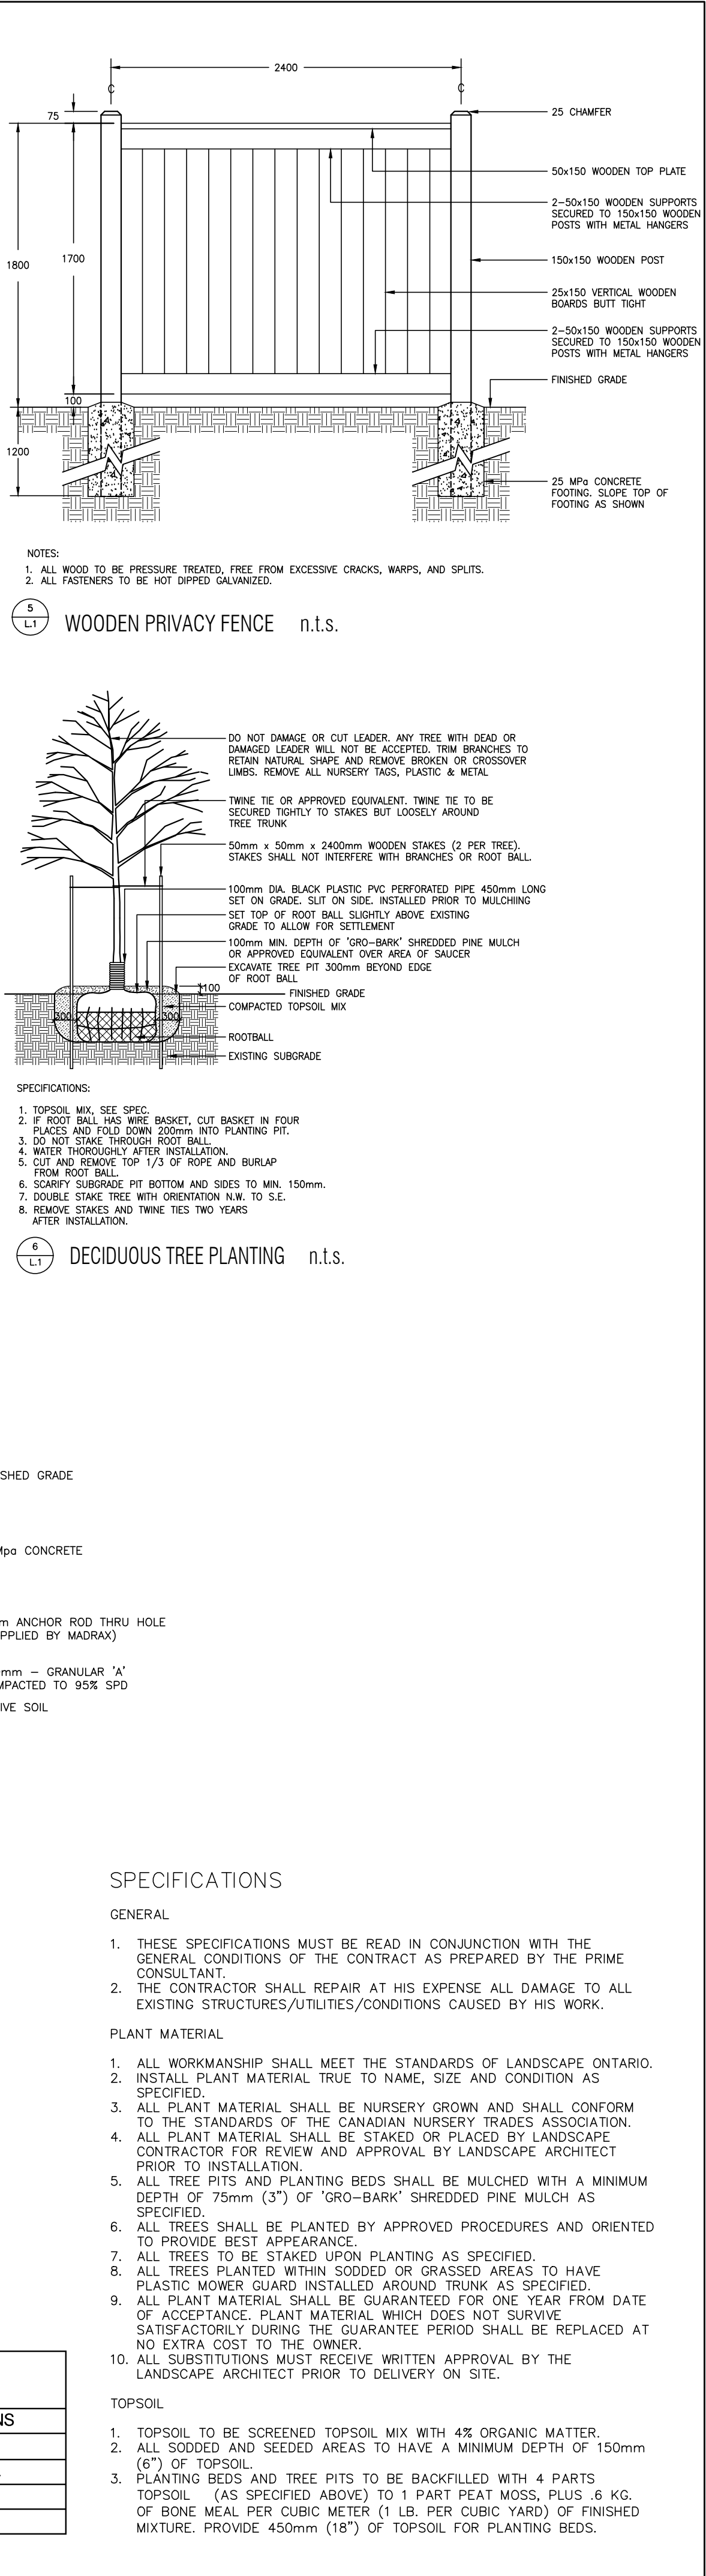 2400
℄
℄
75
25 CHAMFER
50x150 WOODEN TOP PLATE
2-50x150 WOODEN SUPPORTS
SECURED TO 150x150 WOODEN
POSTS WITH METAL HANGERS
1800
1700
150x150 WOODEN POST
25x150 VERTICAL WOODEN
BOARDS BUTT TIGHT
2-50x150 WOODEN SUPPORTS
SECURED TO 150x150 WOODEN
POSTS WITH METAL HANGERS
FINISHED GRADE
100
1200
25 MPa CONCRETE
FOOTING. SLOPE TOP OF
FOOTING AS SHOWN
NOTES:
1. ALL WOOD TO BE PRESSURE TREATED, FREE FROM EXCESSIVE CRACKS, WARPS, AND SPLITS.
2. ALL FASTENERS TO BE HOT DIPPED GALVANIZED.
5
L.1
WOODEN PRIVACY FENCE n.t.s.
DO NOT DAMAGE OR CUT LEADER. ANY TREE WITH DEAD OR
DAMAGED LEADER WILL NOT BE ACCEPTED. TRIM BRANCHES TO
RETAIN NATURAL SHAPE AND REMOVE BROKEN OR CROSSOVER
LIMBS. REMOVE ALL NURSERY TAGS, PLASTIC & METAL
TWINE TIE OR APPROVED EQUIVALENT. TWINE TIE TO BE
SECURED TIGHTLY TO STAKES BUT LOOSELY AROUND
TREE TRUNK
50mm x 50mm x 2400mm WOODEN STAKES (2 PER TREE).
STAKES SHALL NOT INTERFERE WITH BRANCHES OR ROOT BALL.
100mm DIA. BLACK PLASTIC PVC PERFORATED PIPE 450mm LONG
SET ON GRADE. SLIT ON SIDE. INSTALLED PRIOR TO MULCHIING
SET TOP OF ROOT BALL SLIGHTLY ABOVE EXISTING
GRADE TO ALLOW FOR SETTLEMENT
100mm MIN. DEPTH OF 'GRO-BARK' SHREDDED PINE MULCH
OR APPROVED EQUIVALENT OVER AREA OF SAUCER
EXCAVATE TREE PIT 300mm BEYOND EDGE
OF ROOT BALL
100
FINISHED GRADE
COMPACTED TOPSOIL MIX
300
300
ROOTBALL
EXISTING SUBGRADE
SPECIFICATIONS:
1. TOPSOIL MIX, SEE SPEC.
2. IF ROOT BALL HAS WIRE BASKET, CUT BASKET IN FOUR
PLACES AND FOLD DOWN 200mm INTO PLANTING PIT.
3. DO NOT STAKE THROUGH ROOT BALL.
4. WATER THOROUGHLY AFTER INSTALLATION.
5. CUT AND REMOVE TOP 1/3 OF ROPE AND BURLAP
FROM ROOT BALL.
6. SCARIFY SUBGRADE PIT BOTTOM AND SIDES TO MIN. 150mm.
7. DOUBLE STAKE TREE WITH ORIENTATION N.W. TO S.E.
8. REMOVE STAKES AND TWINE TIES TWO YEARS
AFTER INSTALLATION.
6
L.1
DECIDUOUS TREE PLANTING n.t.s.
SHED GRADE
Mpa CONCRETE
m ANCHOR ROD THRU HOLE
PPLIED BY MADRAX)
mm - GRANULAR 'A'
MPACTED TO 95% SPD
IVE SOIL
SPECIFICATIONS
GENERAL
1. THESE SPECIFICATIONS MUST BE READ IN CONJUNCTION WITH THE
GENERAL CONDITIONS OF THE CONTRACT AS PREPARED BY THE PRIME
CONSULTANT.
2. THE CONTRACTOR SHALL REPAIR AT HIS EXPENSE ALL DAMAGE TO ALL
EXISTING STRUCTURES/UTILITIES/CONDITIONS CAUSED BY HIS WORK.
PLANT MATERIAL
1. ALL WORKMANSHIP SHALL MEET THE STANDARDS OF LANDSCAPE ONTARIO.
2. INSTALL PLANT MATERIAL TRUE TO NAME, SIZE AND CONDITION AS
SPECIFIED.
3. ALL PLANT MATERIAL SHALL BE NURSERY GROWN AND SHALL CONFORM
TO THE STANDARDS OF THE CANADIAN NURSERY TRADES ASSOCIATION.
4. ALL PLANT MATERIAL SHALL BE STAKED OR PLACED BY LANDSCAPE
CONTRACTOR FOR REVIEW AND APPROVAL BY LANDSCAPE ARCHITECT
PRIOR TO INSTALLATION.
5. ALL TREE PITS AND PLANTING BEDS SHALL BE MULCHED WITH A MINIMUM
DEPTH OF 75mm (3") OF 'GRO-BARK' SHREDDED PINE MULCH AS
SPECIFIED.
6. ALL TREES SHALL BE PLANTED BY APPROVED PROCEDURES AND ORIENTED
TO PROVIDE BEST APPEARANCE.
7. ALL TREES TO BE STAKED UPON PLANTING AS SPECIFIED.
8. ALL TREES PLANTED WITHIN SODDED OR GRASSED AREAS TO HAVE
PLASTIC MOWER GUARD INSTALLED AROUND TRUNK AS SPECIFIED.
9. ALL PLANT MATERIAL SHALL BE GUARANTEED FOR ONE YEAR FROM DATE
OF ACCEPTANCE. PLANT MATERIAL WHICH DOES NOT SURVIVE
SATISFACTORILY DURING THE GUARANTEE PERIOD SHALL BE REPLACED AT
NO EXTRA COST TO THE OWNER.
10. ALL SUBSTITUTIONS MUST RECEIVE WRITTEN APPROVAL BY THE
LANDSCAPE ARCHITECT PRIOR TO DELIVERY ON SITE.
TOPSOIL
1. TOPSOIL TO BE SCREENED TOPSOIL MIX WITH 4% ORGANIC MATTER.
2. ALL SODDED AND SEEDED AREAS TO HAVE A MINIMUM DEPTH OF 150mm
(6") OF TOPSOIL.
3. PLANTING BEDS AND TREE PITS TO BE BACKFILLED WITH 4 PARTS
TOPSOIL (AS SPECIFIED ABOVE) TO 1 PART PEAT MOSS, PLUS .6 KG.
OF BONE MEAL PER CUBIC METER (1 LB. PER CUBIC YARD) OF FINISHED
MIXTURE. PROVIDE 450mm (18") OF TOPSOIL FOR PLANTING BEDS.
NS